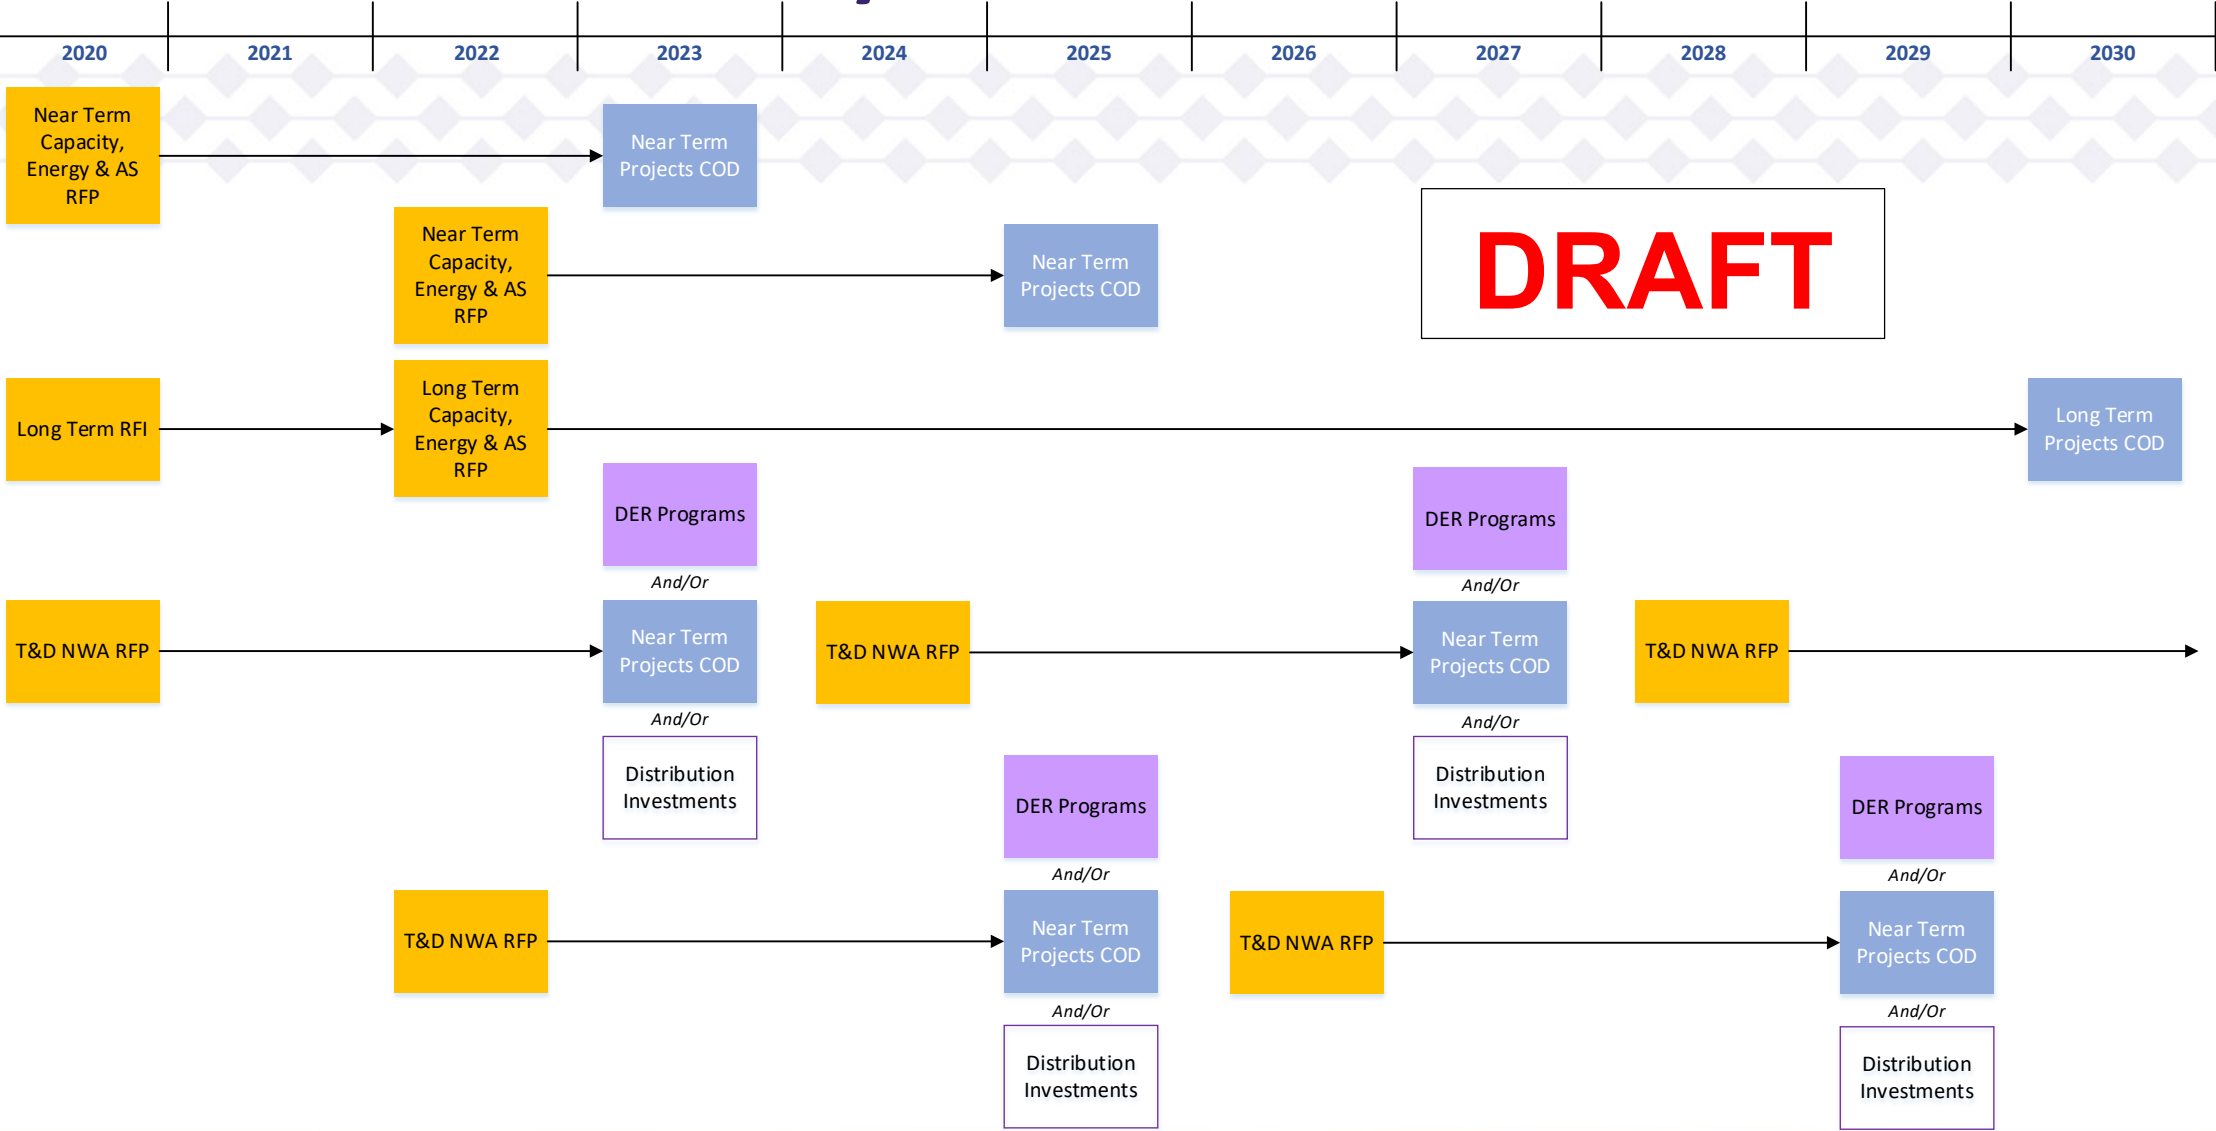 2020 2021 2022 2023 2024 2025 2026 2027 2028 2029 2030
Near Term
Capacity,
Energy & AS
RFP
Near Term
Projects COD
Near Term
Capacity,
Energy & AS
RFP
Near Term
Projects COD
DRAFT
Long Term RFI
Long Term
Capacity,
Energy & AS
RFP
Long Term
Projects COD
DER Programs
And/Or
DER Programs
And/Or
T&D NWA RFP
Near Term
Projects COD
And/Or
Distribution
Investments
T&D NWA RFP
Near Term
Projects COD
And/Or
Distribution
Investments
T&D NWA RFP
DER Programs
And/Or
DER Programs
And/Or
T&D NWA RFP
Near Term
Projects COD
And/Or
Distribution
Investments
T&D NWA RFP
Near Term
Projects COD
And/Or
Distribution
Investments